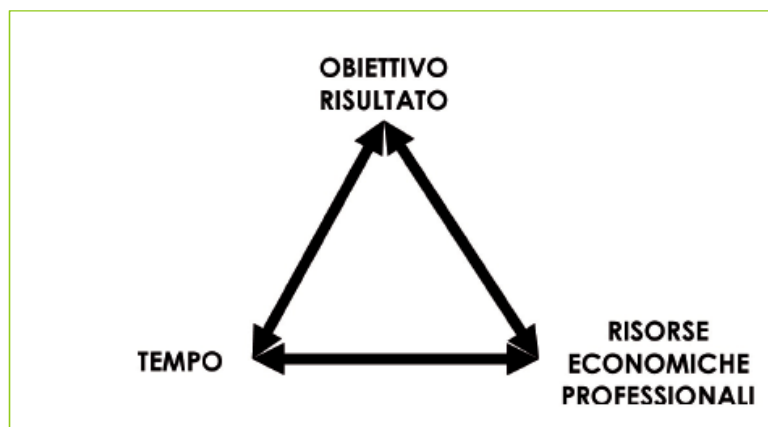 OBIETTIVO
RISULTATO
TEMPO
RISORSE
ECONOMICHE
PROFESSIONALI